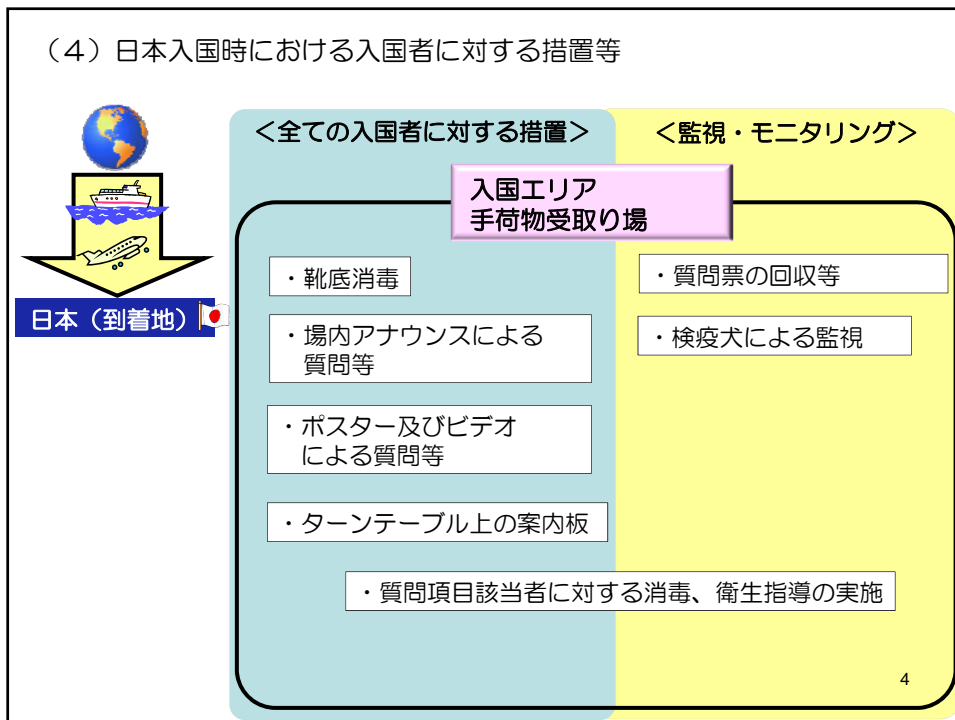 （4）日本入国時における入国者に対する措置等
＜全ての入国者に対する措置＞
＜監視・モニタリング＞
入国エリア
手荷物受取り場
日本（到着地）
・靴底消毒
・場内アナウンスによる
質問等
・ポスター及びビデオ
による質問等
・ターンテーブル上の案内板
・質問票の回収等
・検疫犬による監視
・質問項目該当者に対する消毒、衛生指導の実施
4